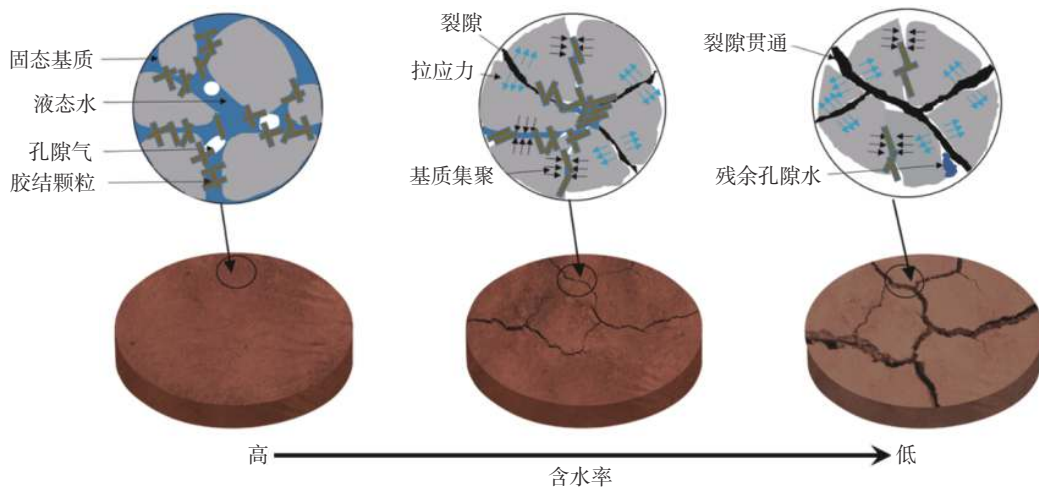 固态基质
液态水
孔隙气
胶结颗粒
裂隙
拉应力
基质集聚
裂隙贯通
残余孔隙水
高
含水率
低